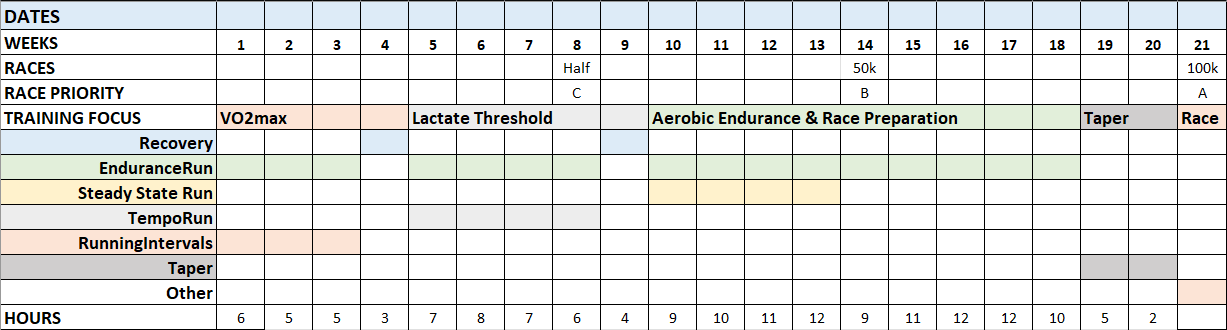 DATES
WEEKS 1 2 3 4 5 6 7 8 9 10 11 12 13 14 15 16 17 18 19 20 21
RACES Half 50k 100k
RACE PRIORITY C B A
TRAINING FOCUS VO2max Lactate Threshold Aerobic Endurance & Race Preparation Taper Race
Recovery
EnduranceRun
Steady State Run
TempoRun
RunningIntervals
Taper
Other
HOURS 6 5 5 3 7 8 7 6 4 9 10 11 12 9 11 12 12 10 5 2